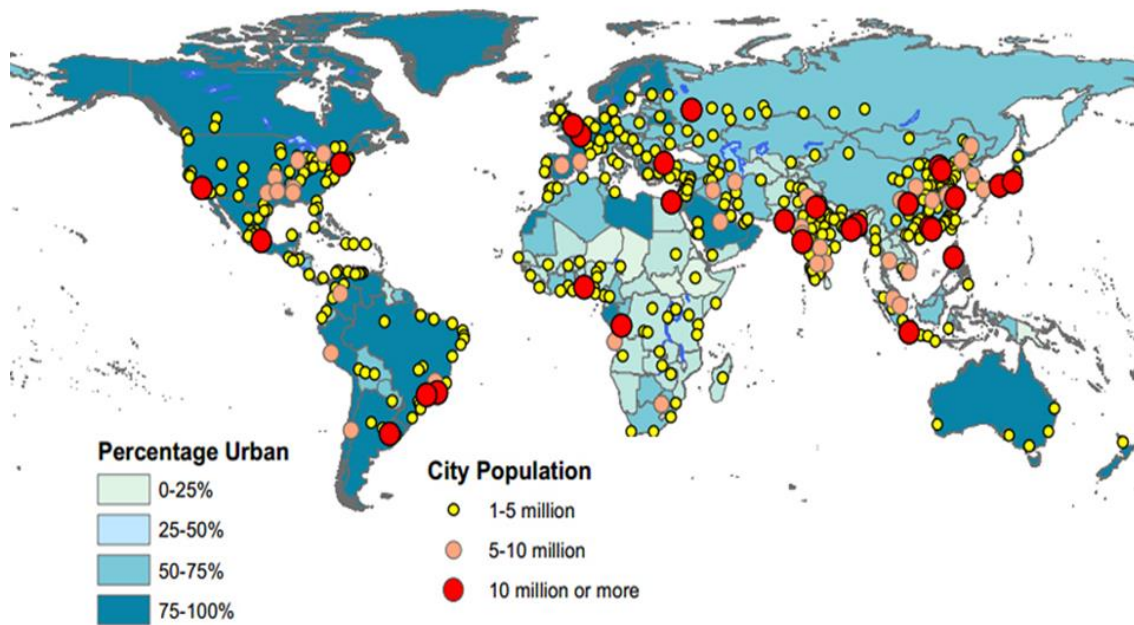 Percentage Urban
0-25%
25-50%
50-75%
75-100%
City Population
1-5 million
5-10 million
10 million or more